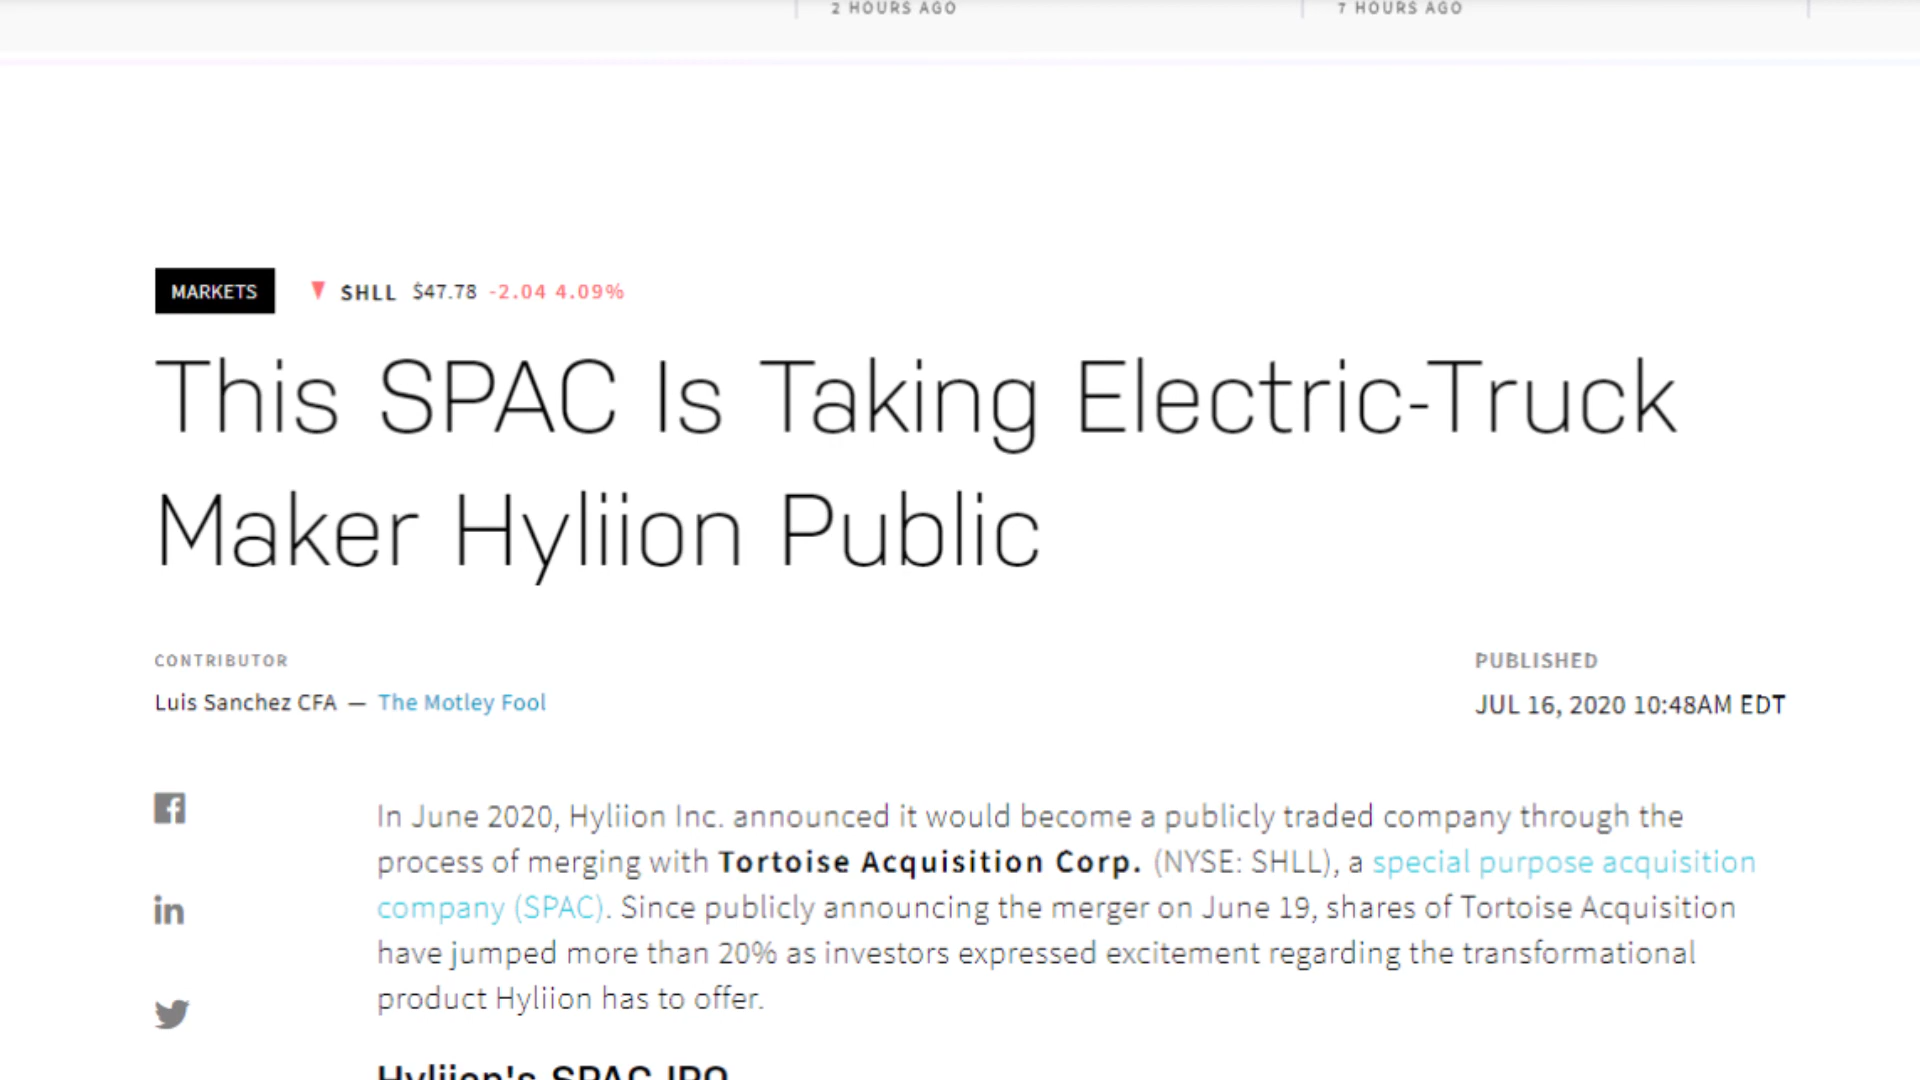 2 HOURS AGO
7 HOURS AGO
MARKETS
SHLL $47.78 -2.04 4.09%
This SPAC Is Taking Electric-Truck
Maker Hyliion Public
CONTRIBUTOR
Luis Sanchez CFA — The Motley Fool
PUBLISHED
JUL 16, 2020 10:48AM EDT
In June 2020, Hyliion Inc. announced it would become a publicly traded company through the
process of merging with Tortoise Acquisition Corp. (NYSE: SHLL), a special purpose acquisition
company (SPAC). Since publicly announcing the merger on June 19, shares of Tortoise Acquisition
have jumped more than 20% as investors expressed excitement regarding the transformational
product Hyliion has to offer.
Hyliion's SPAC IPO